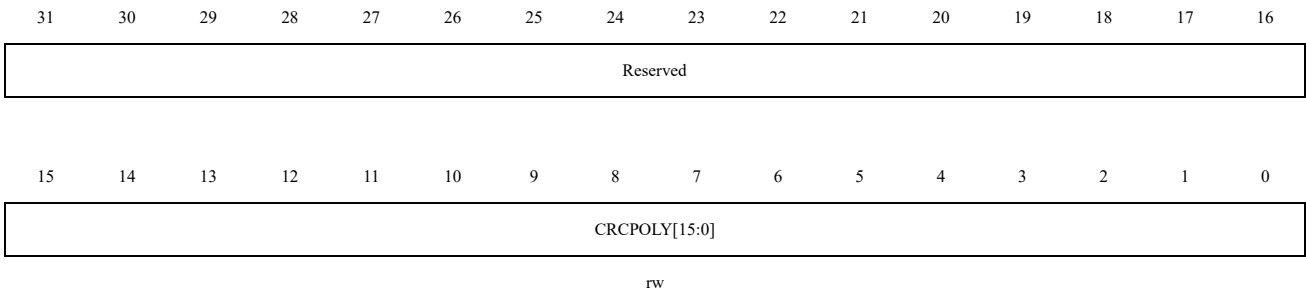 31 30 29 28 27 26 25 24 23 22 21 20 19 18 17 16
Reserved
15 14 13 12 11 10 9 8 7 6 5 4 3 2 1 0
CRCPOLY[15:0]
rw